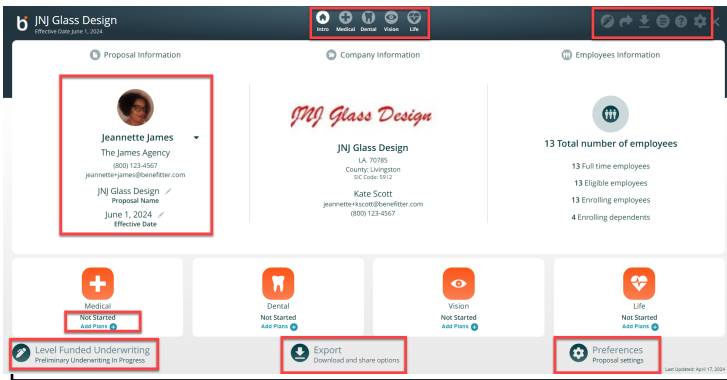 JNJ Glass Design
Effective Date June 1, 2024
Intro Medical Dental Vision Life
Proposal Information
Company Information
Employees Information
Jeannette James
The James Agency
(800) 123-4567
jeannette+james@benefitter.com
JNJ Glass Design
Proposal Name
June 1, 2024
Effective Date
JNJ Glass Design
JNJ Glass Design
LA, 70785
County: Livingston
SIC Code: 5912
Kate Scott
jeannette+kscott@benefitter.com
(800) 123-4567
13 Total number of employees
13 Full time employees
13 Eligible employees
13 Enrolling employees
4 Enrolling dependents
Medical
Not Started
Add Plans
Dental
Not Started
Add Plans
Vision
Not Started
Add Plans
Life
Not Started
Add Plans
Level Funded Underwriting
Preliminary Underwriting In Progress
Export
Download and share options
Preferences
Proposal settings
Last Updated: April 17, 2024